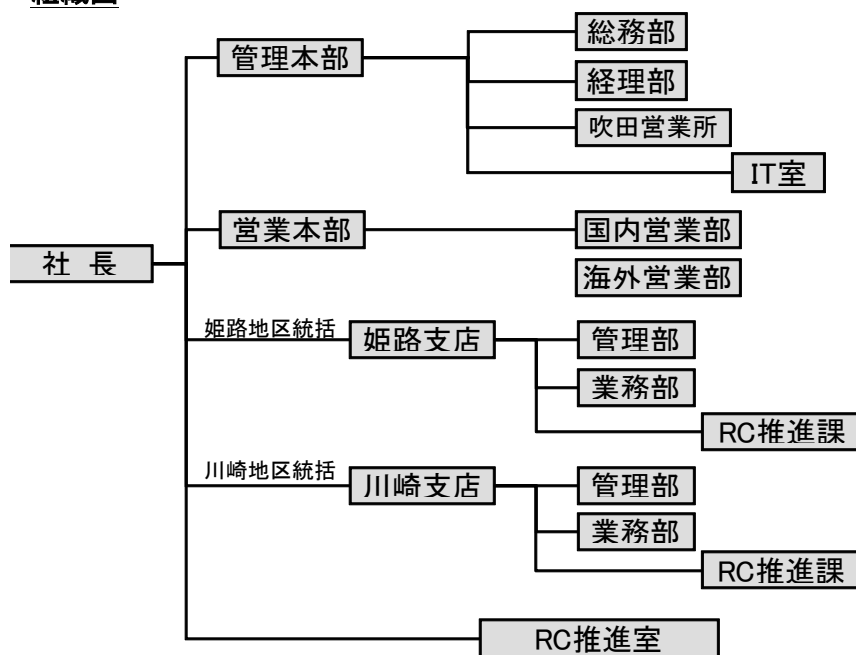 組織図
総務部
管理本部
経理部
吹田営業所
IT室
営業本部
国内営業部
社 長
海外営業部
姫路地区統括
姫路支店
管理部
業務部
RC推進課
川崎地区統括
川崎支店
管理部
業務部
RC推進課
RC推進室